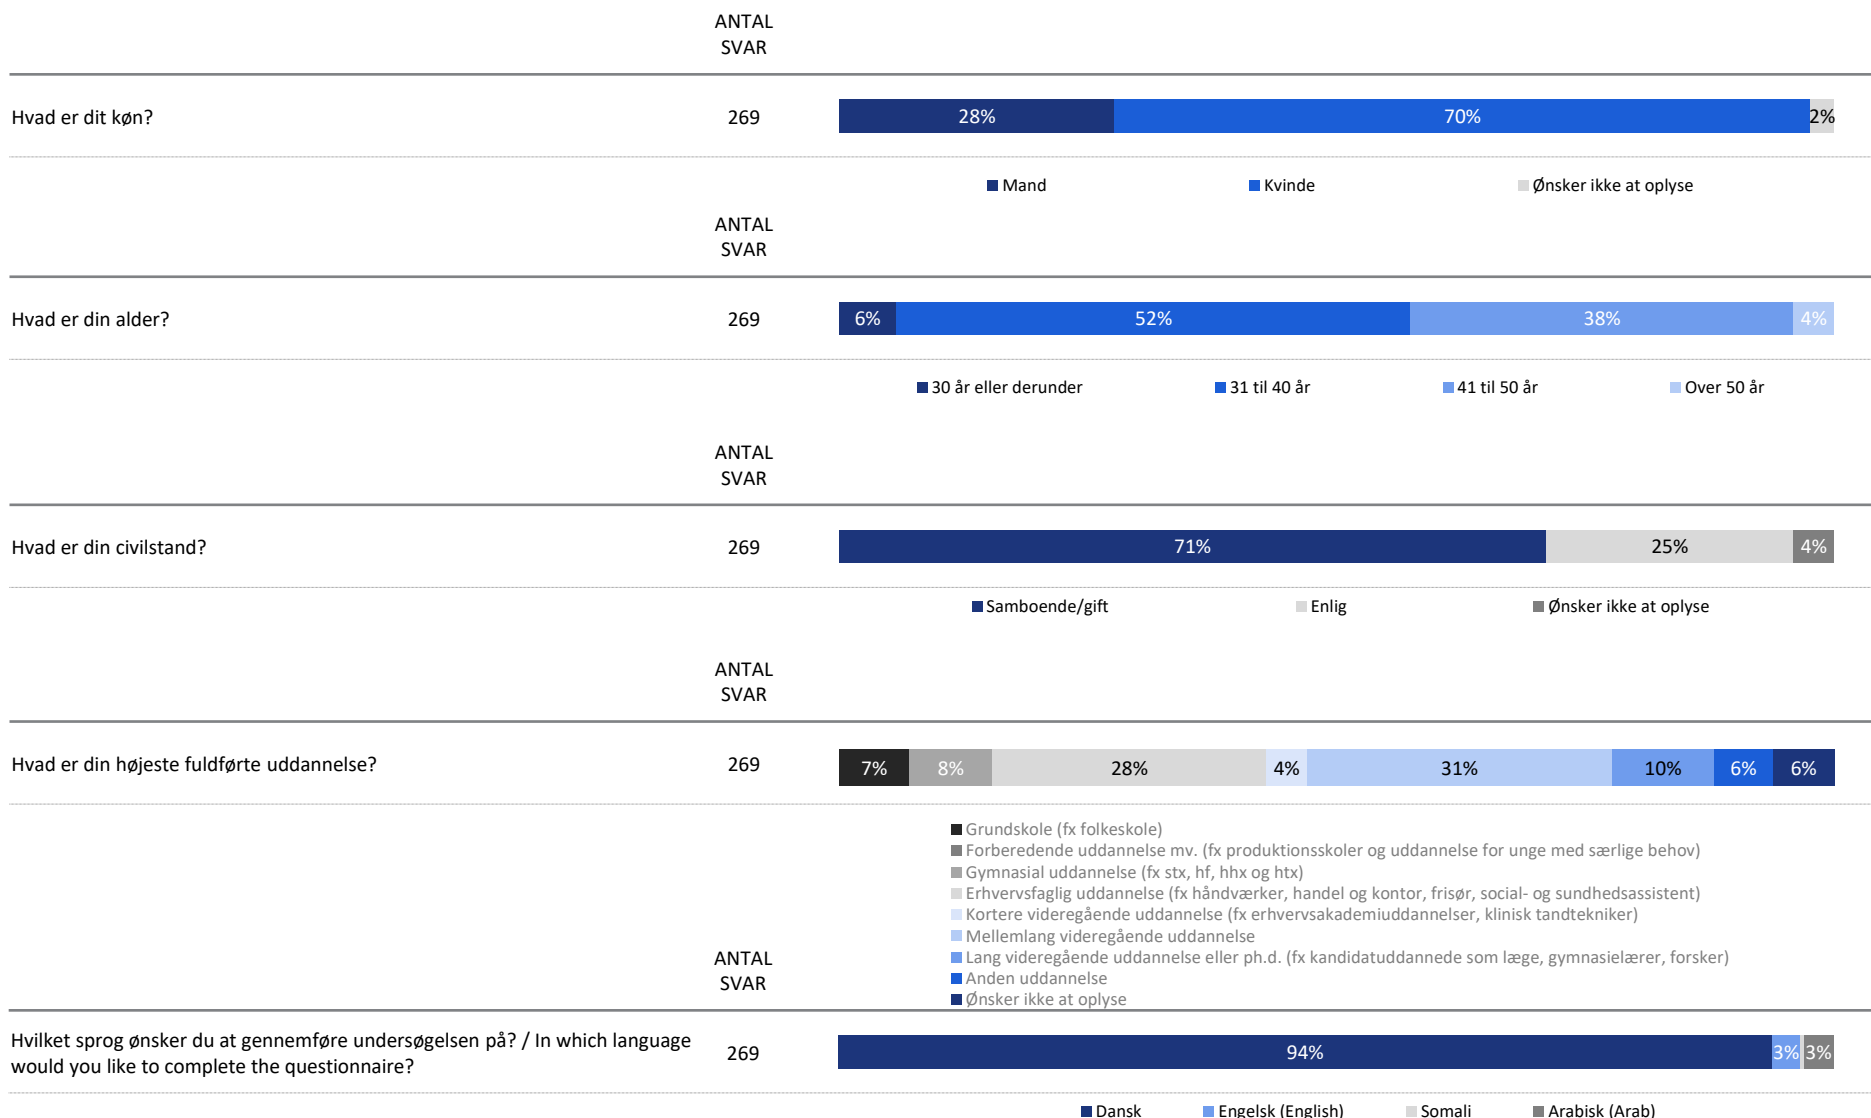 ANTAL
SVAR
Hvad er dit køn?
269
28%
70%
2%
Mand
Kvinde
Ønsker ikke at oplyse
ANTAL
SVAR
Hvad er din alder?
269
6%
52%
38%
4%
30 år eller derunder
31 til 40 år
41 til 50 år
Over 50 år
ANTAL
SVAR
Hvad er din civilstand?
269
71%
25%
4%
Samboende/gift
Enlig
Ønsker ikke at oplyse
ANTAL
SVAR
Hvad er din højeste fuldførte uddannelse?
269
7%
8%
28%
4%
31%
10%
6%
6%
Grundskole (fx folkeskole)
Forberedende uddannelse mv. (fx produktionsskoler og uddannelse for unge med særlige behov)
Gymnasial uddannelse (fx stx, hf, hhx og htx)
Erhvervsfaglig uddannelse (fx håndværker, handel og kontor, frisør, social- og sundhedsassistent)
Kortere videregående uddannelse (fx erhvervsakademiuddannelser, klinisk tandtekniker)
Mellemlang videregående uddannelse
Lang videregående uddannelse eller ph.d. (fx kandidatuddannede som læge, gymnasielærer, forsker)
Anden uddannelse
Ønsker ikke at oplyse
ANTAL
SVAR
Hvilket sprog ønsker du at gennemføre undersøgelsen på? / In which language
would you like to complete the questionnaire?
269
94%
3%
3%
Dansk
Engelsk (English)
Somali
Arabisk (Arab)